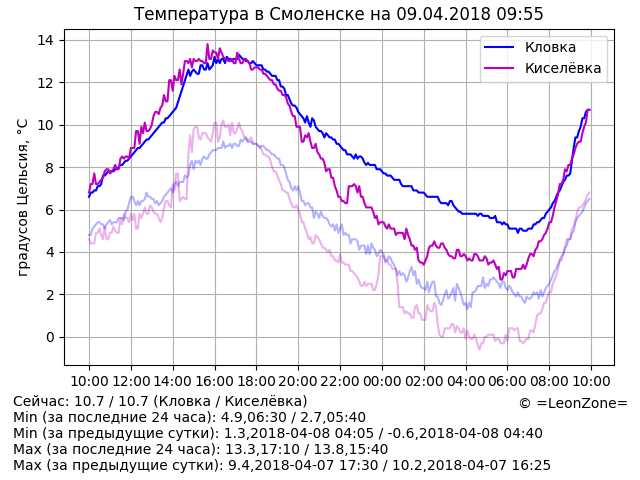 Температура в Смоленске на 09.04.2018 09:55
14
12
10
8
6
4
2
0
градусов Цельсия, °C
Кловка
Киселёвка
10:00 12:00 14:00 16:00 18:00 20:00 22:00 00:00 02:00 04:00 06:00 08:00 10:00
Сейчас: 10.7 / 10.7 (Кловка / Киселёвка)
© =LeonZone=
Min (за последние 24 часа): 4.9,06:30 / 2.7,05:40
Min (за предыдущие сутки): 1.3,2018-04-08 04:05 / -0.6,2018-04-08 04:40
Max (за последние 24 часа): 13.3,17:10 / 13.8,15:40
Max (за предыдущие сутки): 9.4,2018-04-07 17:30 / 10.2,2018-04-07 16:25